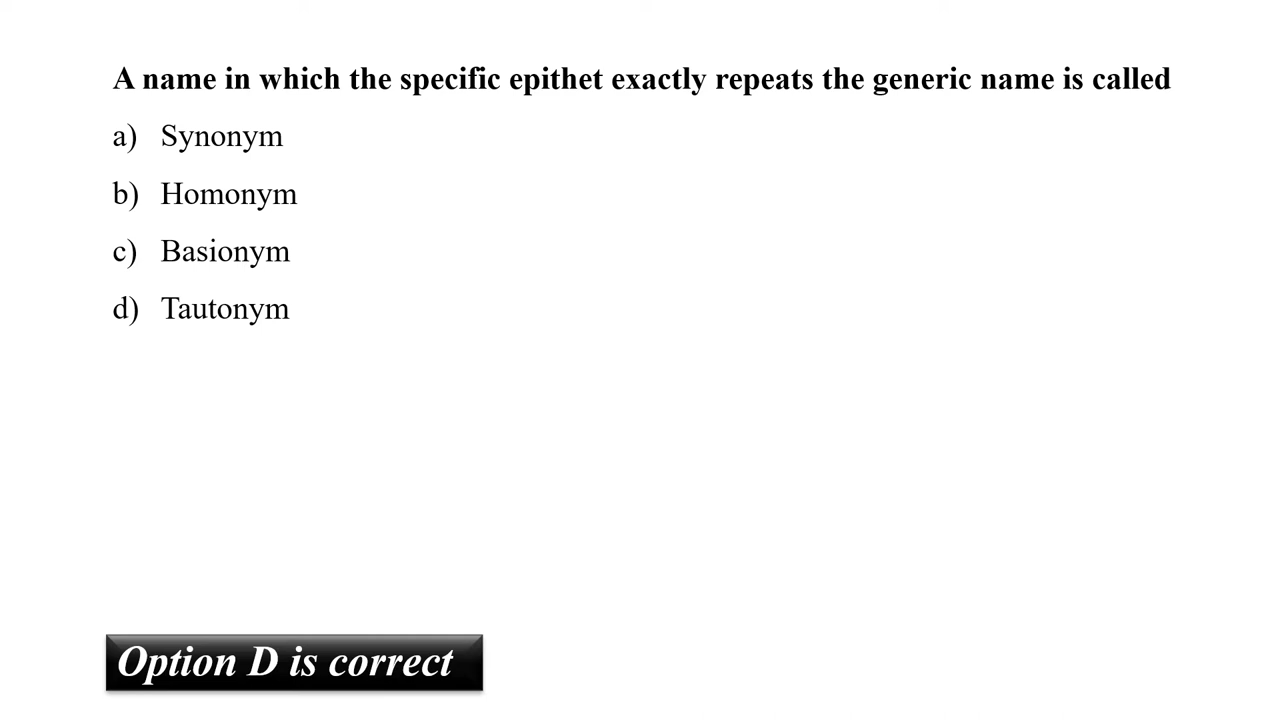 A name in which the specific epithet exactly repeats the generic name is called
a) Synonym
b) Homonym
c) Basionym
d) Tautonym
Option D is correct